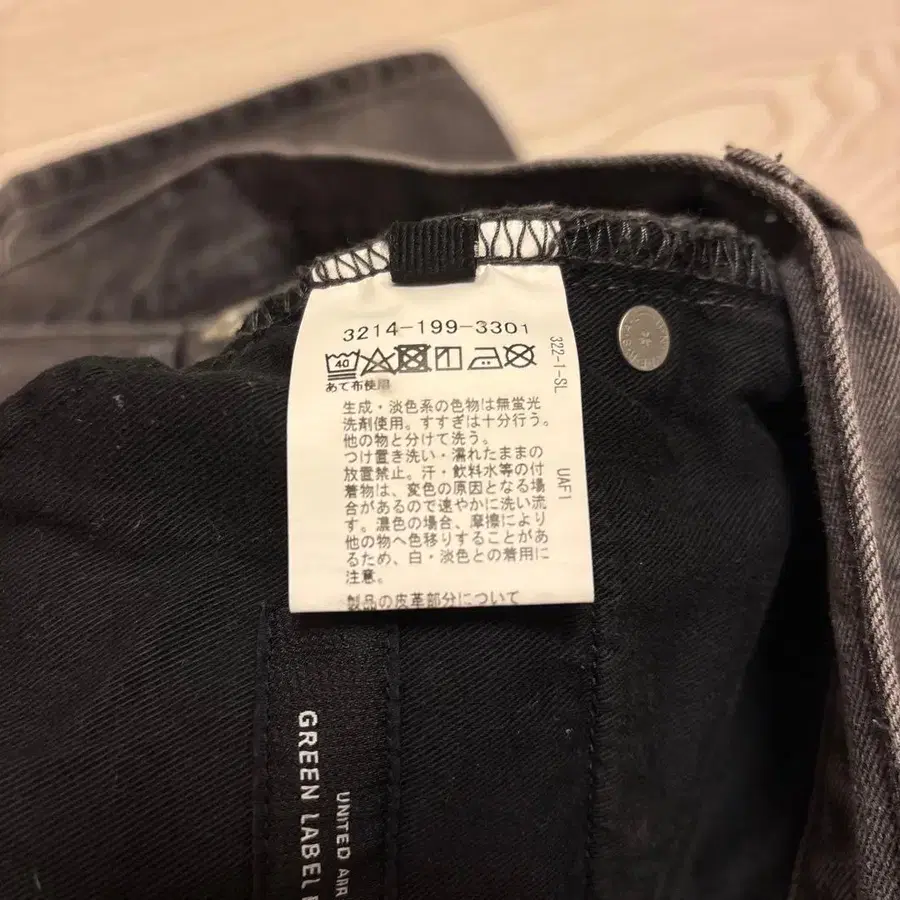 3214-199-3301
40
あて布使用
生成・淡色系の色物は無蛍光
洗剤使用。すすぎは十分行う。
他の物と分けて洗う。
つけ置き洗い・濡れたままの
放置禁止。汗・飲料水等の付
着物は、変色の原因となる場
合があるので速やかに洗い流
す。濃色の場合、摩擦により
他の物へ色移りすることがあ
るため、白・淡色との着用に
注意。
製品の皮革部分について
322-1-SL
UAF1
UNITED ARR
GREEN LABEL